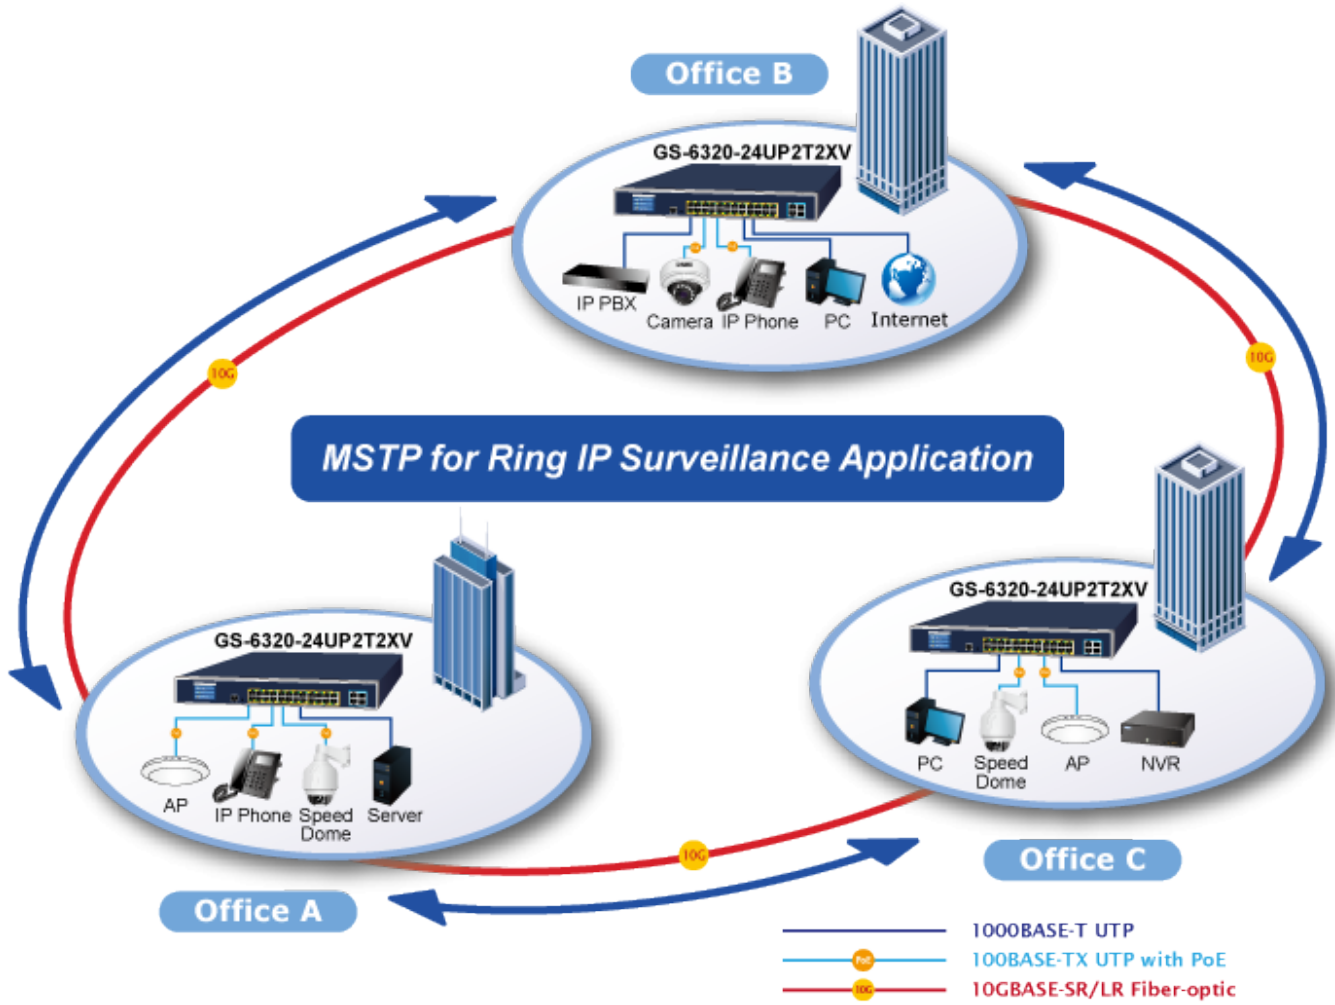 Office B
GS-6320-24UP2T2XV
IP PBX
Camera
IP Phone
PC
Internet
10G
10G
MSTP for Ring IP Surveillance Application
GS-6320-24UP2T2XV
AP
IP Phone
Speed
Dome
Server
Office A
GS-6320-24UP2T2XV
PC
Speed
Dome
AP
NVR
Office C
10G
1000BASE-T UTP
PoE
100BASE-TX UTP with PoE
10G
10GBASE-SR/LR Fiber-optic